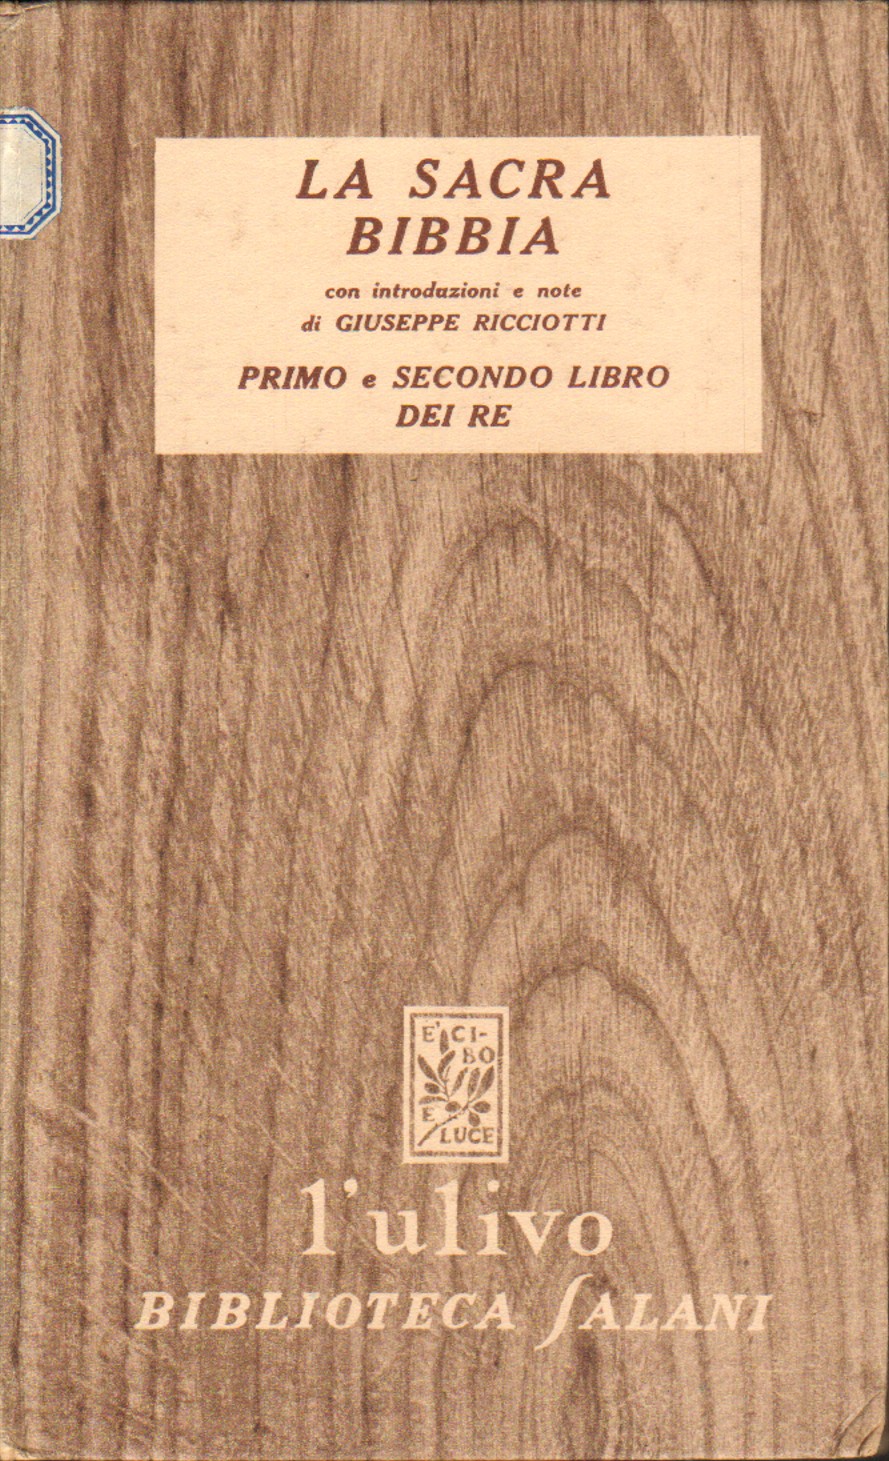 LA SACRA
BIBBIA
con introduzioni e note
di GIUSEPPE RICCIOTTI
PRIMO e SECONDO LIBRO
DEI RE
E' CI-
BO
E
LUCE
l'ulivo
BIBLIOTECA SALANI